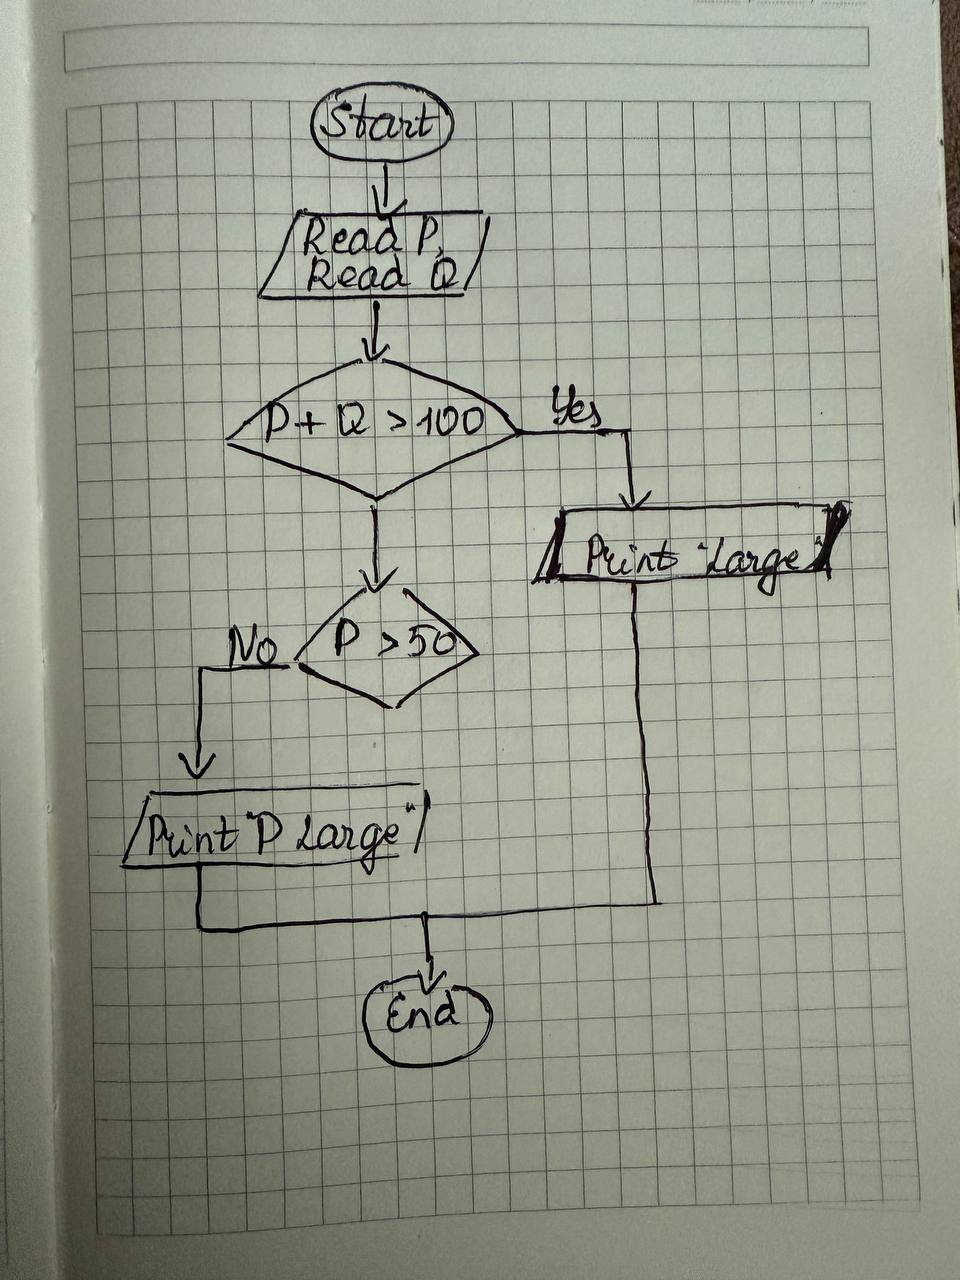 Start
Read P,
Read Q
P + Q > 100
Yes
Print "Large"
P > 50
No
Print "P Large"
End